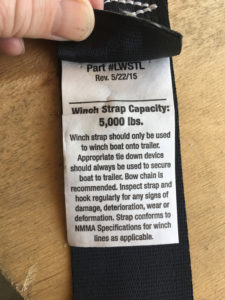 Part #LWSTL
Rev. 5/22/15
Winch Strap Capacity:
5,000 lbs.
Winch strap should only be used
to winch boat onto trailer.
Appropriate tie down device
should always be used to secure
boat to trailer. Bow chain is
recommended. Inspect strap and
hook regularly for any signs of
damage, deterioration, wear or
deformation. Strap conforms to
NMMA Specifications for winch
lines as applicable.